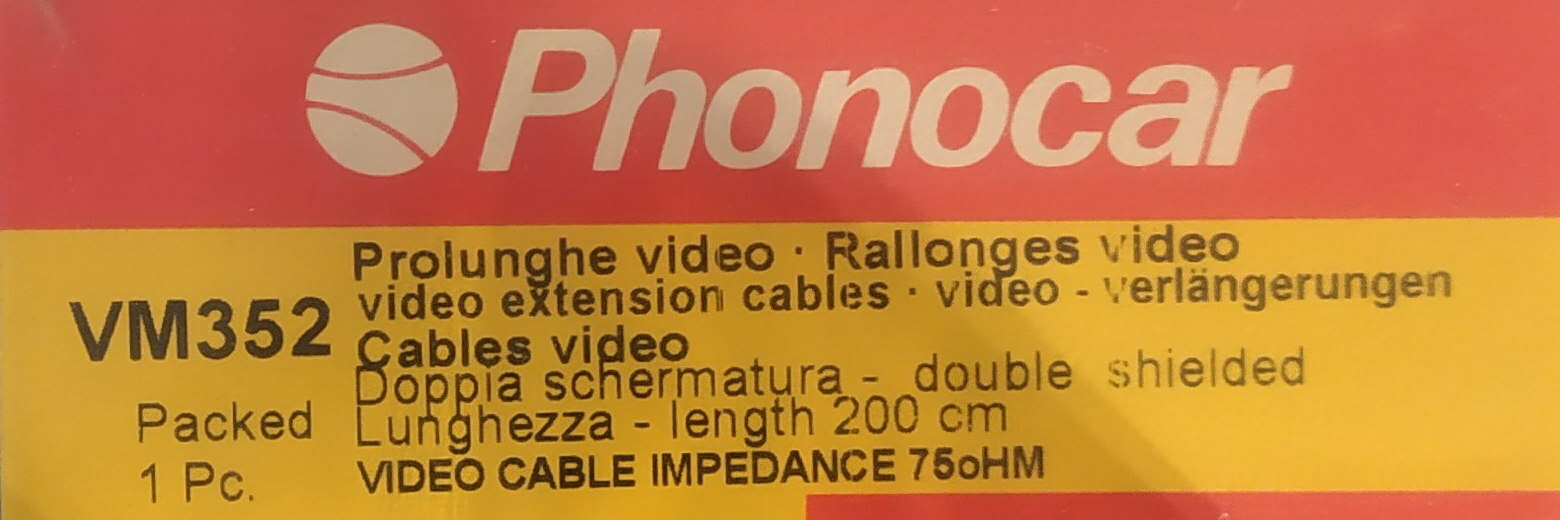 Phonocar
Prolunghe video · Rallonges video
video extension cables · video - verlängerungen
VM352
Cables video
Doppia schermatura - double shielded
Packed
Lunghezza - length 200 cm
1 Pc.
VIDEO CABLE IMPEDANCE 75oHM